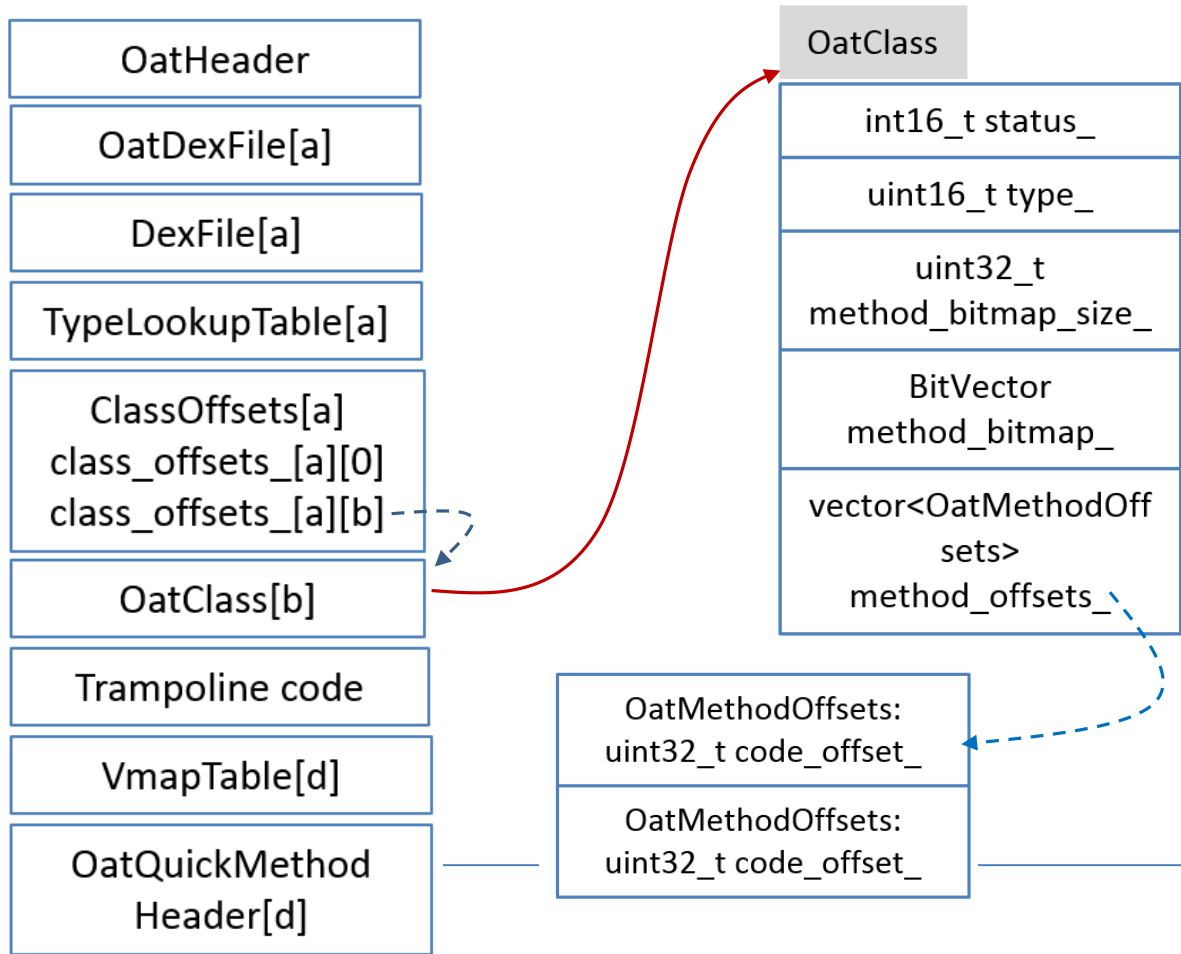 OatHeader
OatDexFile[a]
DexFile[a]
TypeLookupTable[a]
ClassOffsets[a]
class_offsets_[a][0]
class_offsets_[a][b]
OatClass[b]
Trampoline code
VmapTable[d]
OatQuickMethod
Header[d]
OatClass
int16_t status_
uint16_t type_
uint32_t
method_bitmap_size_
BitVector
method_bitmap_
vector<OatMethodOff
sets>
method_offsets_
OatMethodOffsets:
uint32_t code_offset_
OatMethodOffsets:
uint32_t code_offset_